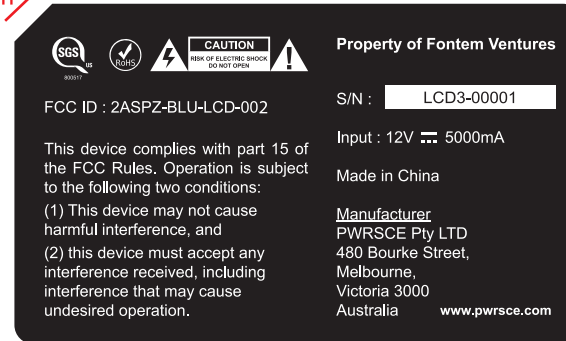 SGS
US
800517
RoHS
CAUTION
RISK OF ELECTRIC SHOCK
DO NOT OPEN
FCC ID : 2ASPZ-BLU-LCD-002
This device complies with part 15 of
the FCC Rules. Operation is subject
to the following two conditions:
(1) This device may not cause
harmful interference, and
(2) this device must accept any
interference received, including
interference that may cause
undesired operation.
Property of Fontem Ventures
S/N : LCD3-00001
Input : 12V ⎓ 5000mA
Made in China
Manufacturer
PWRSCE Pty LTD
480 Bourke Street,
Melbourne,
Victoria 3000
Australia www.pwrsce.com